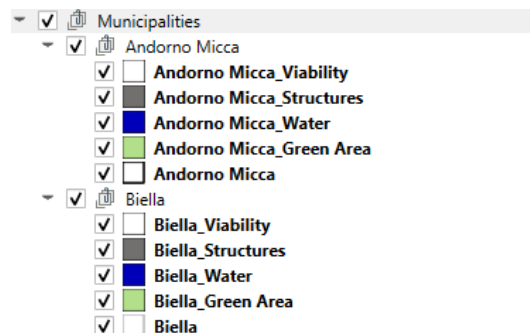 Municipalities
Andorno Micca
Andorno Micca_Viability
Andorno Micca_Structures
Andorno Micca_Water
Andorno Micca_Green Area
Andorno Micca
Biella
Biella_Viability
Biella_Structures
Biella_Water
Biella_Green Area
Biella